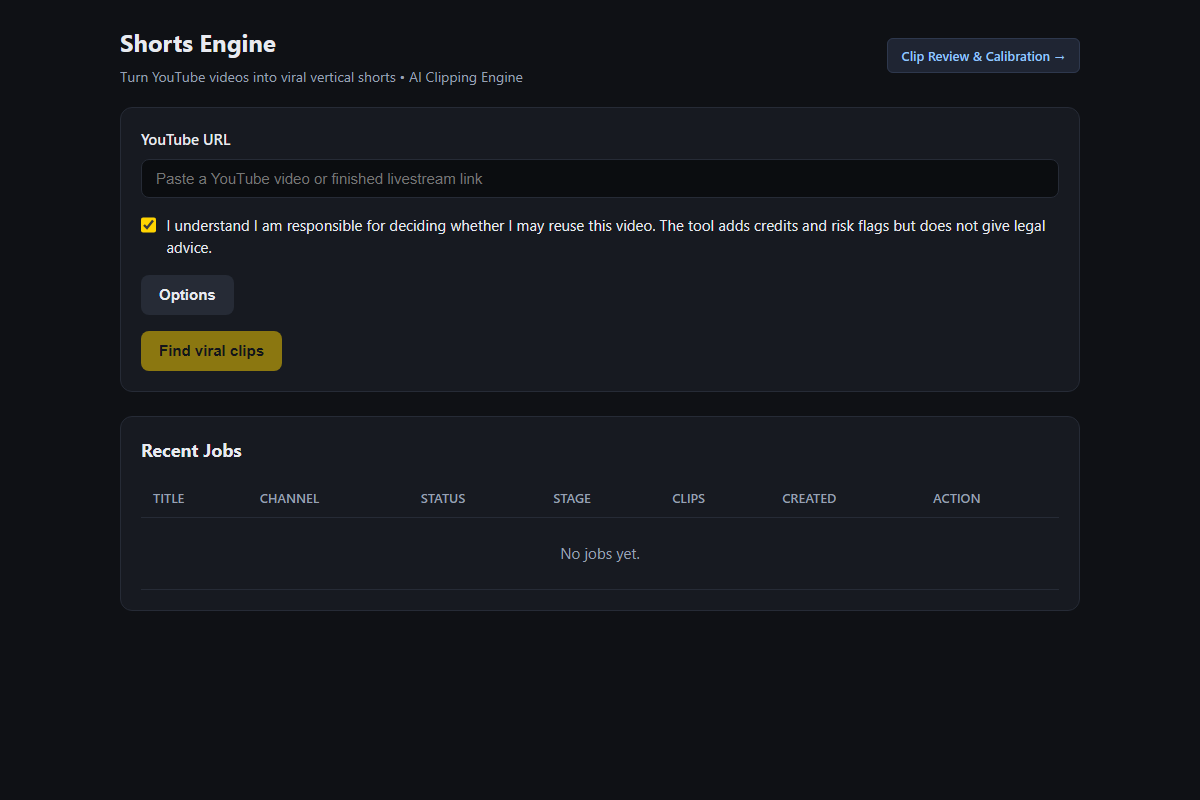 Shorts Engine
Turn YouTube videos into viral vertical shorts • AI Clipping Engine
Clip Review & Calibration →
YouTube URL
Paste a YouTube video or finished livestream link
I understand I am responsible for deciding whether I may reuse this video. The tool adds credits and risk flags but does not give legal
advice.
Options
Find viral clips
Recent Jobs
TITLE CHANNEL STATUS STAGE CLIPS CREATED ACTION
No jobs yet.